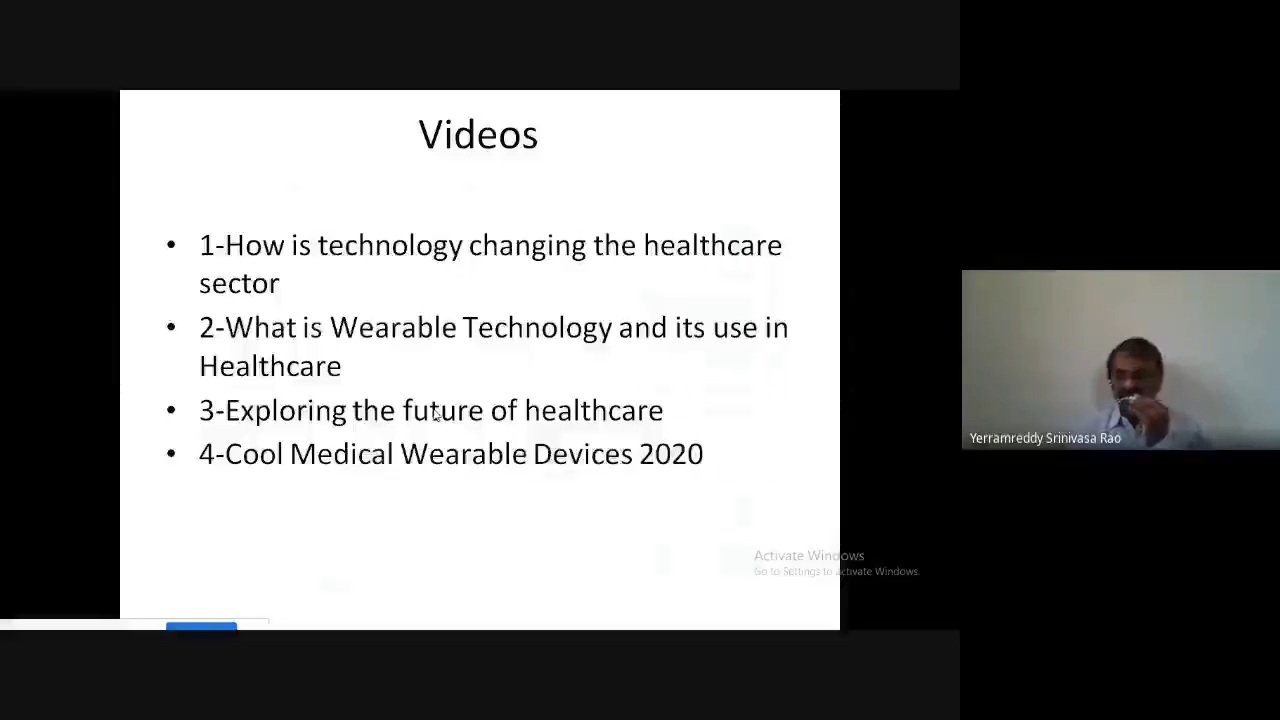 Videos
• 1-How is technology changing the healthcare
sector
• 2-What is Wearable Technology and its use in
Healthcare
• 3-Exploring the future of healthcare
• 4-Cool Medical Wearable Devices 2020
Yerramreddy Srinivasa Rao
Activate Windows
Go to Settings to activate Windows.